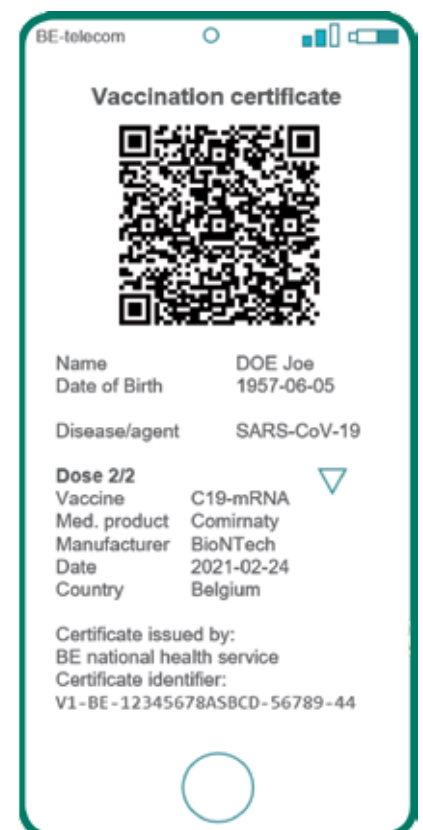 BE-telecom
Vaccination certificate
Name DOE Joe
Date of Birth 1957-06-05
Disease/agent SARS-CoV-19
Dose 2/2
Vaccine C19-mRNA
Med. product Comirnaty
Manufacturer BioNTech
Date 2021-02-24
Country Belgium
Certificate issued by:
BE national health service
Certificate identifier:
V1-BE-12345678ASBCD-56789-44